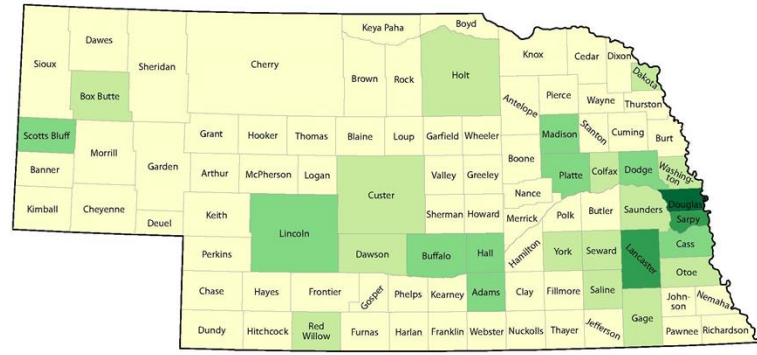 Keya Paha
Boyd
Dawes
Sioux
Sheridan
Cherry
Brown
Rock
Holt
Knox
Cedar
Dixon
Dakota
Box Butte
Antelope
Pierce
Wayne
Thurston
Scotts Bluff
Grant
Hooker
Thomas
Blaine
Loup
Garfield
Wheeler
Madison
Stanton
Cuming
Burt
Banner
Morrill
Garden
Arthur
McPherson
Logan
Custer
Valley
Greeley
Boone
Platte
Colfax
Dodge
Washing-
ton
Nance
Kimball
Cheyenne
Deuel
Keith
Lincoln
Sherman
Howard
Merrick
Polk
Butler
Saunders
Douglas
Sarpy
Perkins
Dawson
Buffalo
Hall
Hamilton
York
Seward
Lancaster
Cass
Otoe
Chase
Hayes
Frontier
Gosper
Phelps
Kearney
Adams
Clay
Fillmore
Saline
John-
son
Nemaha
Dundy
Hitchcock
Red
Willow
Furnas
Harlan
Franklin
Webster
Nuckolls
Thayer
Jefferson
Gage
Pawnee
Richardson